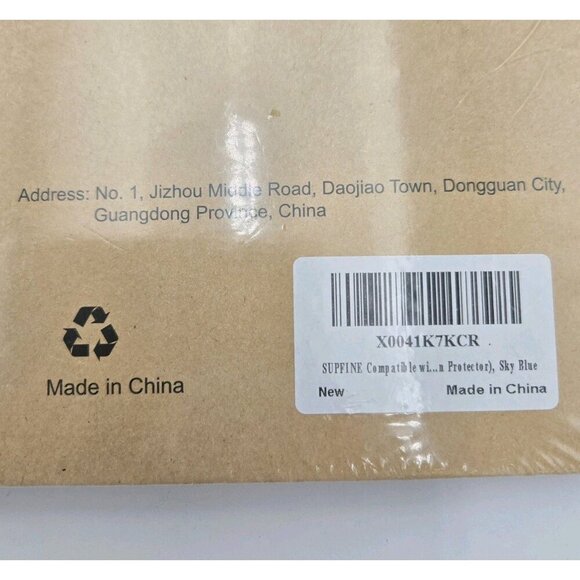 Address: No. 1, Jizhou Middle Road, Daojiao Town, Dongguan City,
Guangdong Province, China
Made in China
X0041K7KCR
SUPFINE Compatible wi...n Protector), Sky Blue
New Made in China